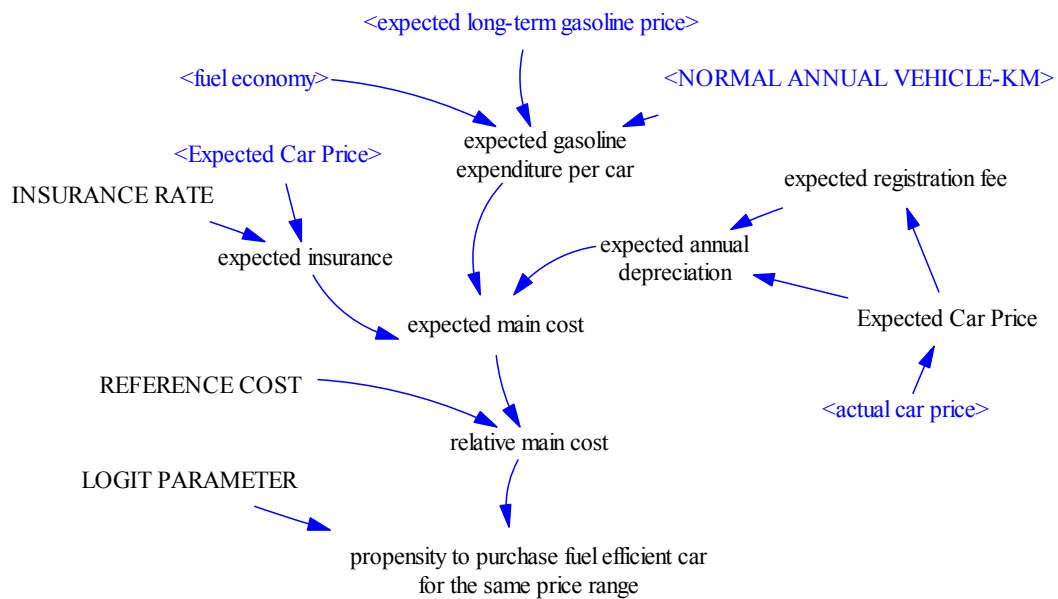 <expected long-term gasoline price>
<fuel economy>
<NORMAL ANNUAL VEHICLE-KM>
expected gasoline
expenditure per car
<Expected Car Price>
INSURANCE RATE
expected registration fee
expected insurance
expected annual
depreciation
expected main cost
Expected Car Price
REFERENCE COST
<actual car price>
relative main cost
LOGIT PARAMETER
propensity to purchase fuel efficient car
for the same price range